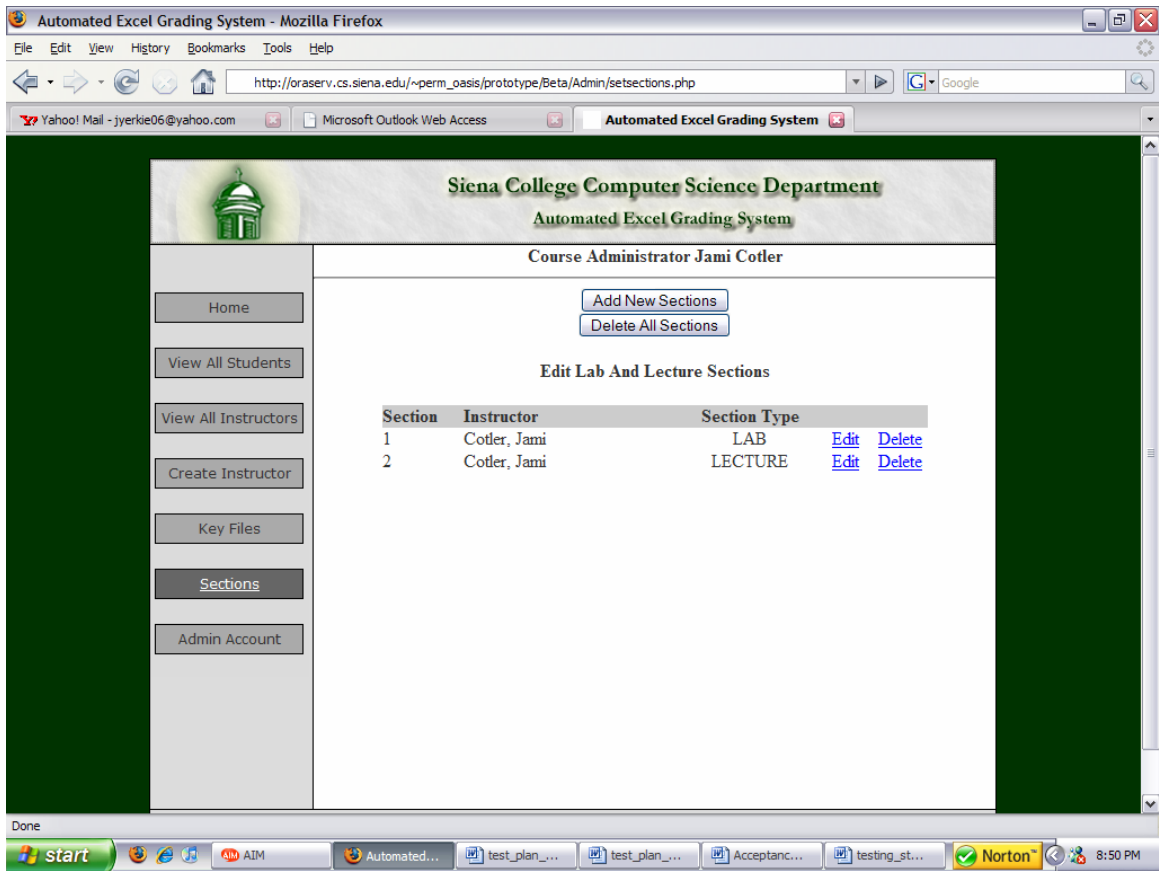 Automated Excel Grading System - Mozilla Firefox
File Edit View History Bookmarks Tools Help
http://oraserv.cs.siena.edu/~perm_oasis/prototype/Beta/Admin/setsections.php
G Google
Yahoo! Mail - jyerkie06@yahoo.com
Microsoft Outlook Web Access
Automated Excel Grading System
Siena College Computer Science Department
Automated Excel Grading System
Course Administrator Jami Cotler
Home
View All Students
View All Instructors
Create Instructor
Key Files
Sections
Admin Account
Add New Sections
Delete All Sections
Edit Lab And Lecture Sections
Section Instructor Section Type
1 Cotler, Jami LAB Edit Delete
2 Cotler, Jami LECTURE Edit Delete
Done
start AIM Automated... test_plan_... test_plan_... Acceptanc... testing_st... Norton™ 8:50 PM